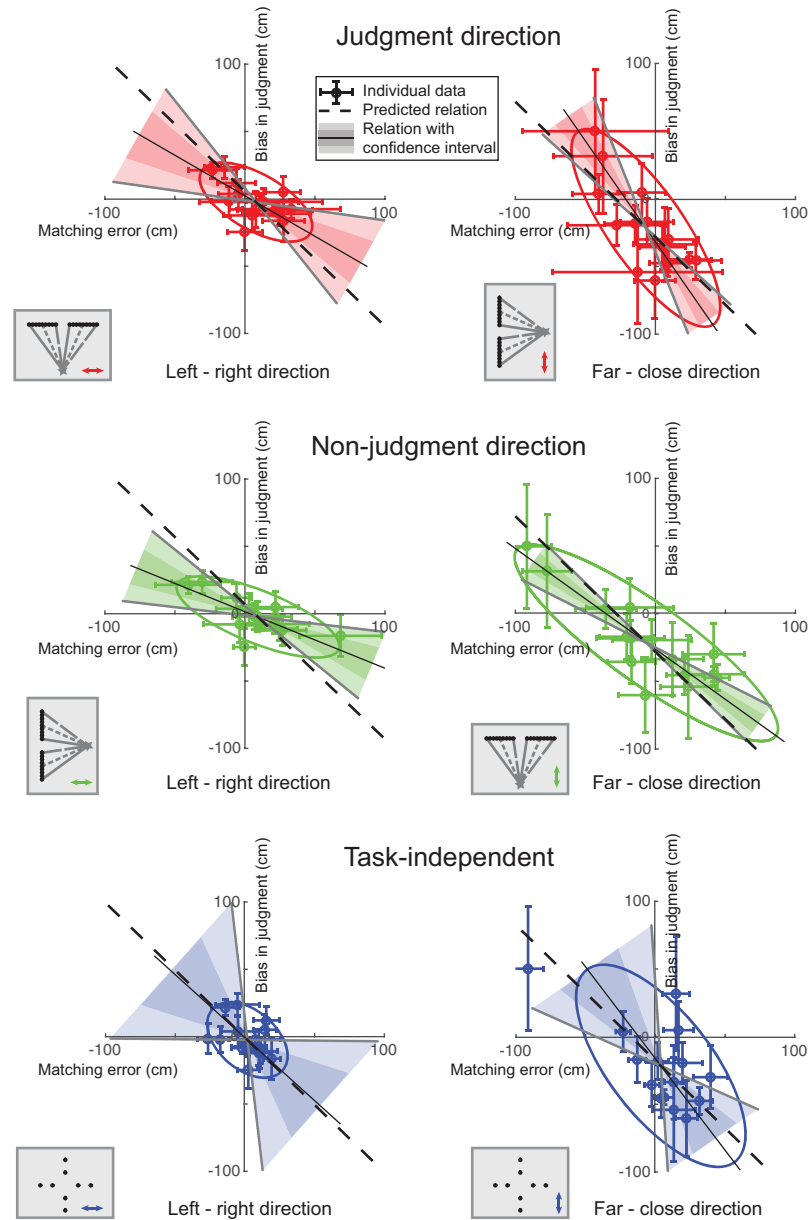 Judgment direction
100
Bias in judgment (cm)
-100
100
Matching error (cm)
-100
Left - right direction
Individual data
Predicted relation
Relation with
confidence interval
100
Bias in judgment (cm)
-100
100
Matching error (cm)
-100
Far - close direction
Non-judgment direction
100
Bias in judgment (cm)
-100
100
Matching error (cm)
-100
Left - right direction
100
Bias in judgment (cm)
-100
100
Matching error (cm)
-100
Far - close direction
Task-independent
100
Bias in judgment (cm)
-100
100
Matching error (cm)
-100
Left - right direction
100
Bias in judgment (cm)
-100
100
Matching error (cm)
-100
Far - close direction